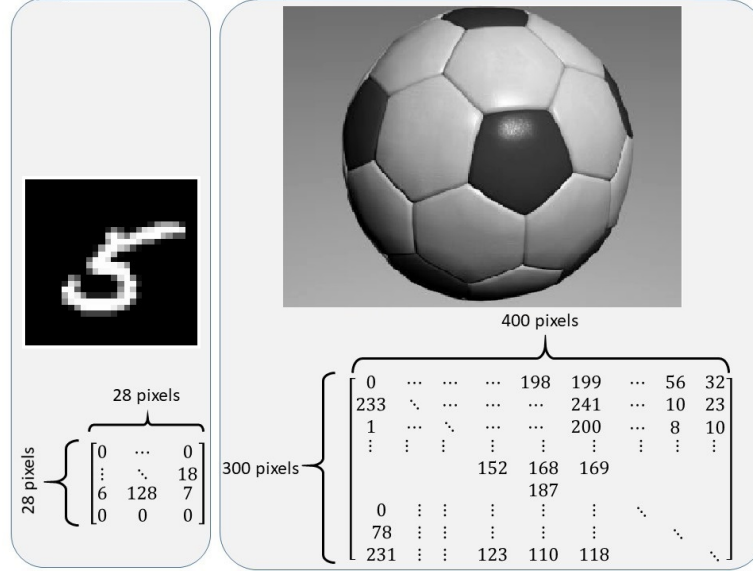 5
28 pixels
28 pixels
0 ⋯ 0
⋮ ⋱ 18
6 128 7
0 0 0
400 pixels
300 pixels
0 ⋯ ⋯ ⋯ 198 199 ⋯ 56 32
233 ⋱ ⋯ ⋯ ⋯ 241 ⋯ 10 23
1 ⋯ ⋱ ⋯ ⋯ 200 ⋯ 8 10
⋮ ⋮ ⋮ ⋮ ⋮ ⋮ ⋮ ⋮ ⋮
152 168 169
187
0 ⋮ ⋮ ⋮ ⋮ ⋮ ⋱
78 ⋮ ⋮ ⋮ ⋮ ⋮ ⋱
231 ⋮ ⋮ 123 110 118 ⋱